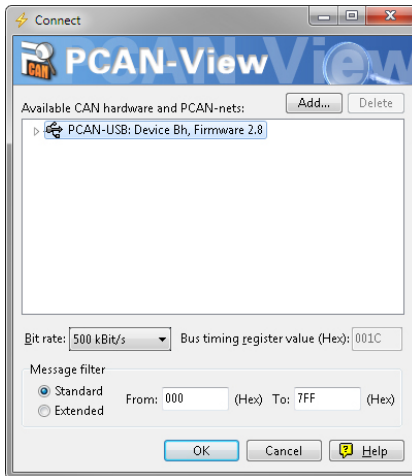 Connect
CAN
PCAN-View
Available CAN hardware and PCAN-nets:
Add...
Delete
PCAN-USB: Device Bh, Firmware 2.8
Bit rate: 500 kBit/s
Bus timing register value (Hex): 001C
Message filter
Standard
Extended
From: 000 (Hex) To: 7FF (Hex)
OK
Cancel
Help